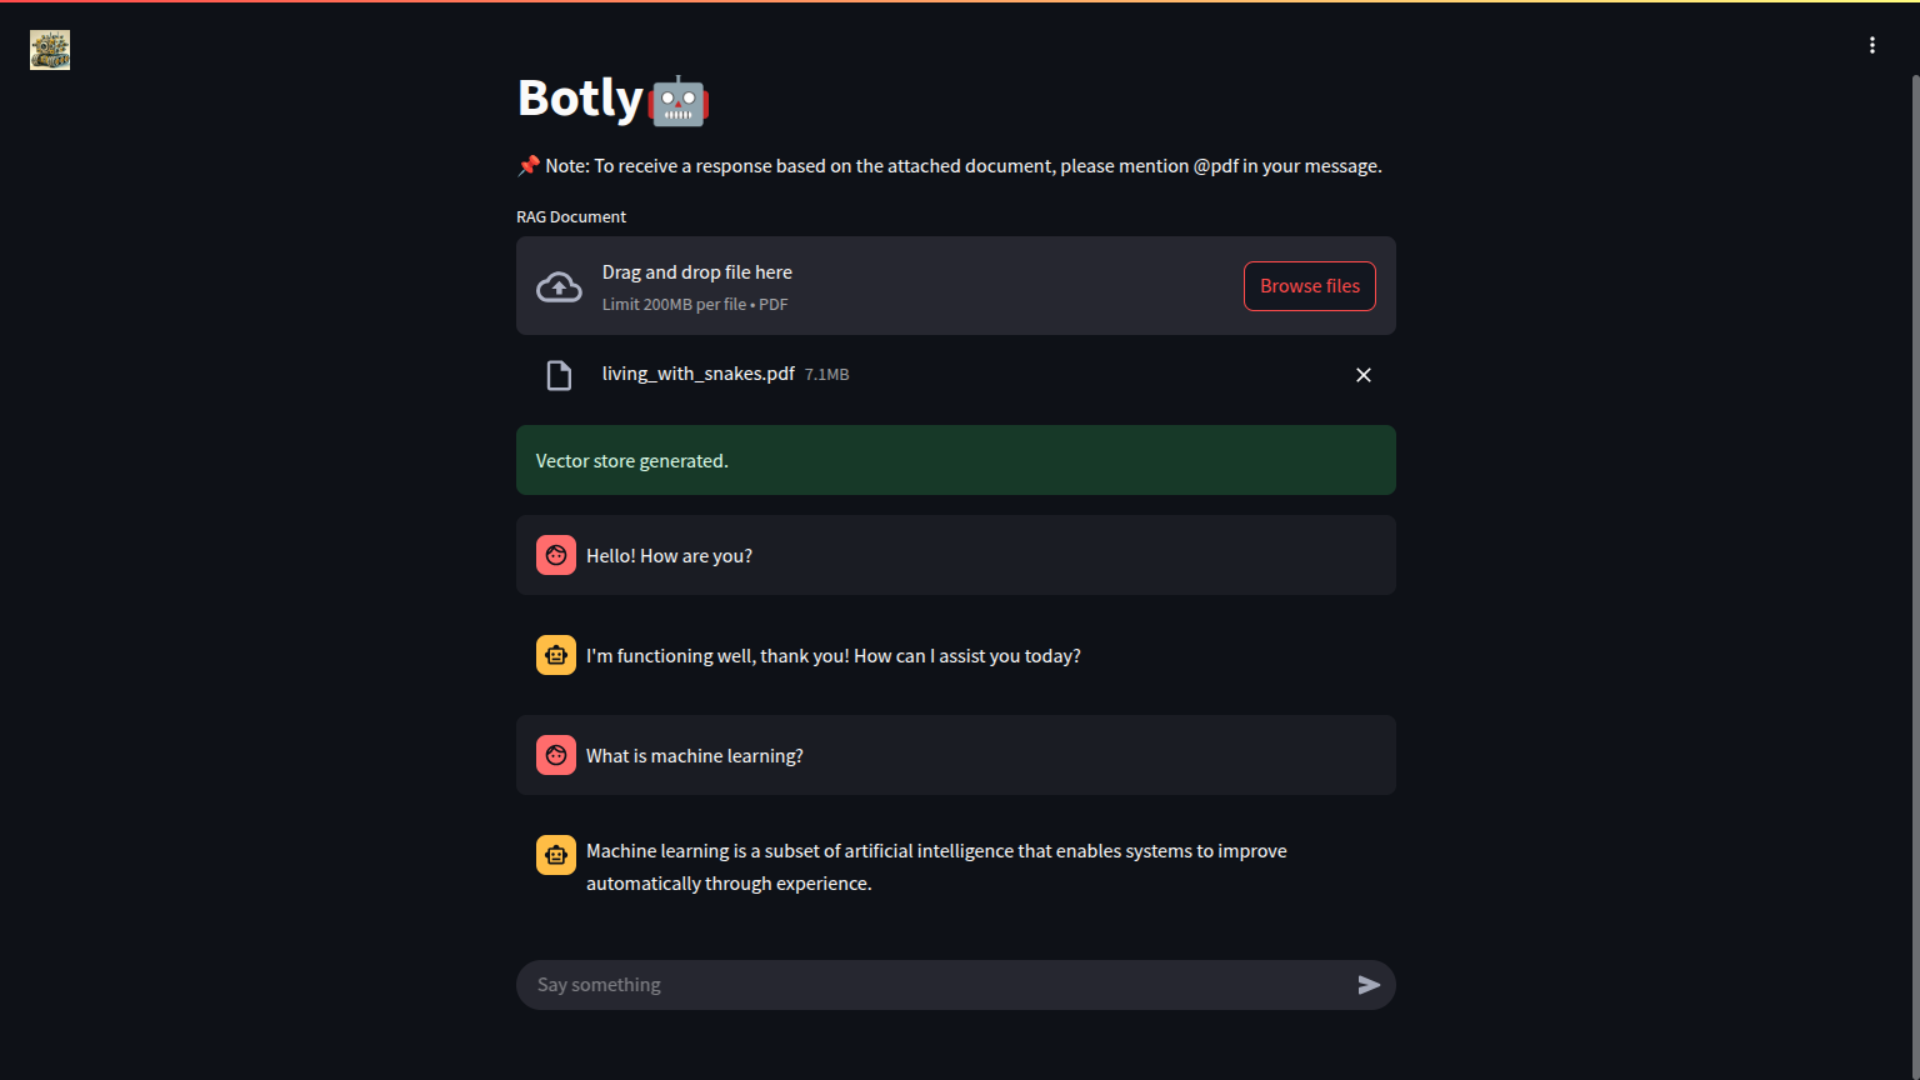 Botly🤖
📌 Note: To receive a response based on the attached document, please mention @pdf in your message.
RAG Document
Drag and drop file here
Limit 200MB per file • PDF
Browse files
living_with_snakes.pdf 7.1MB
Vector store generated.
Hello! How are you?
I'm functioning well, thank you! How can I assist you today?
What is machine learning?
Machine learning is a subset of artificial intelligence that enables systems to improve
automatically through experience.
Say something